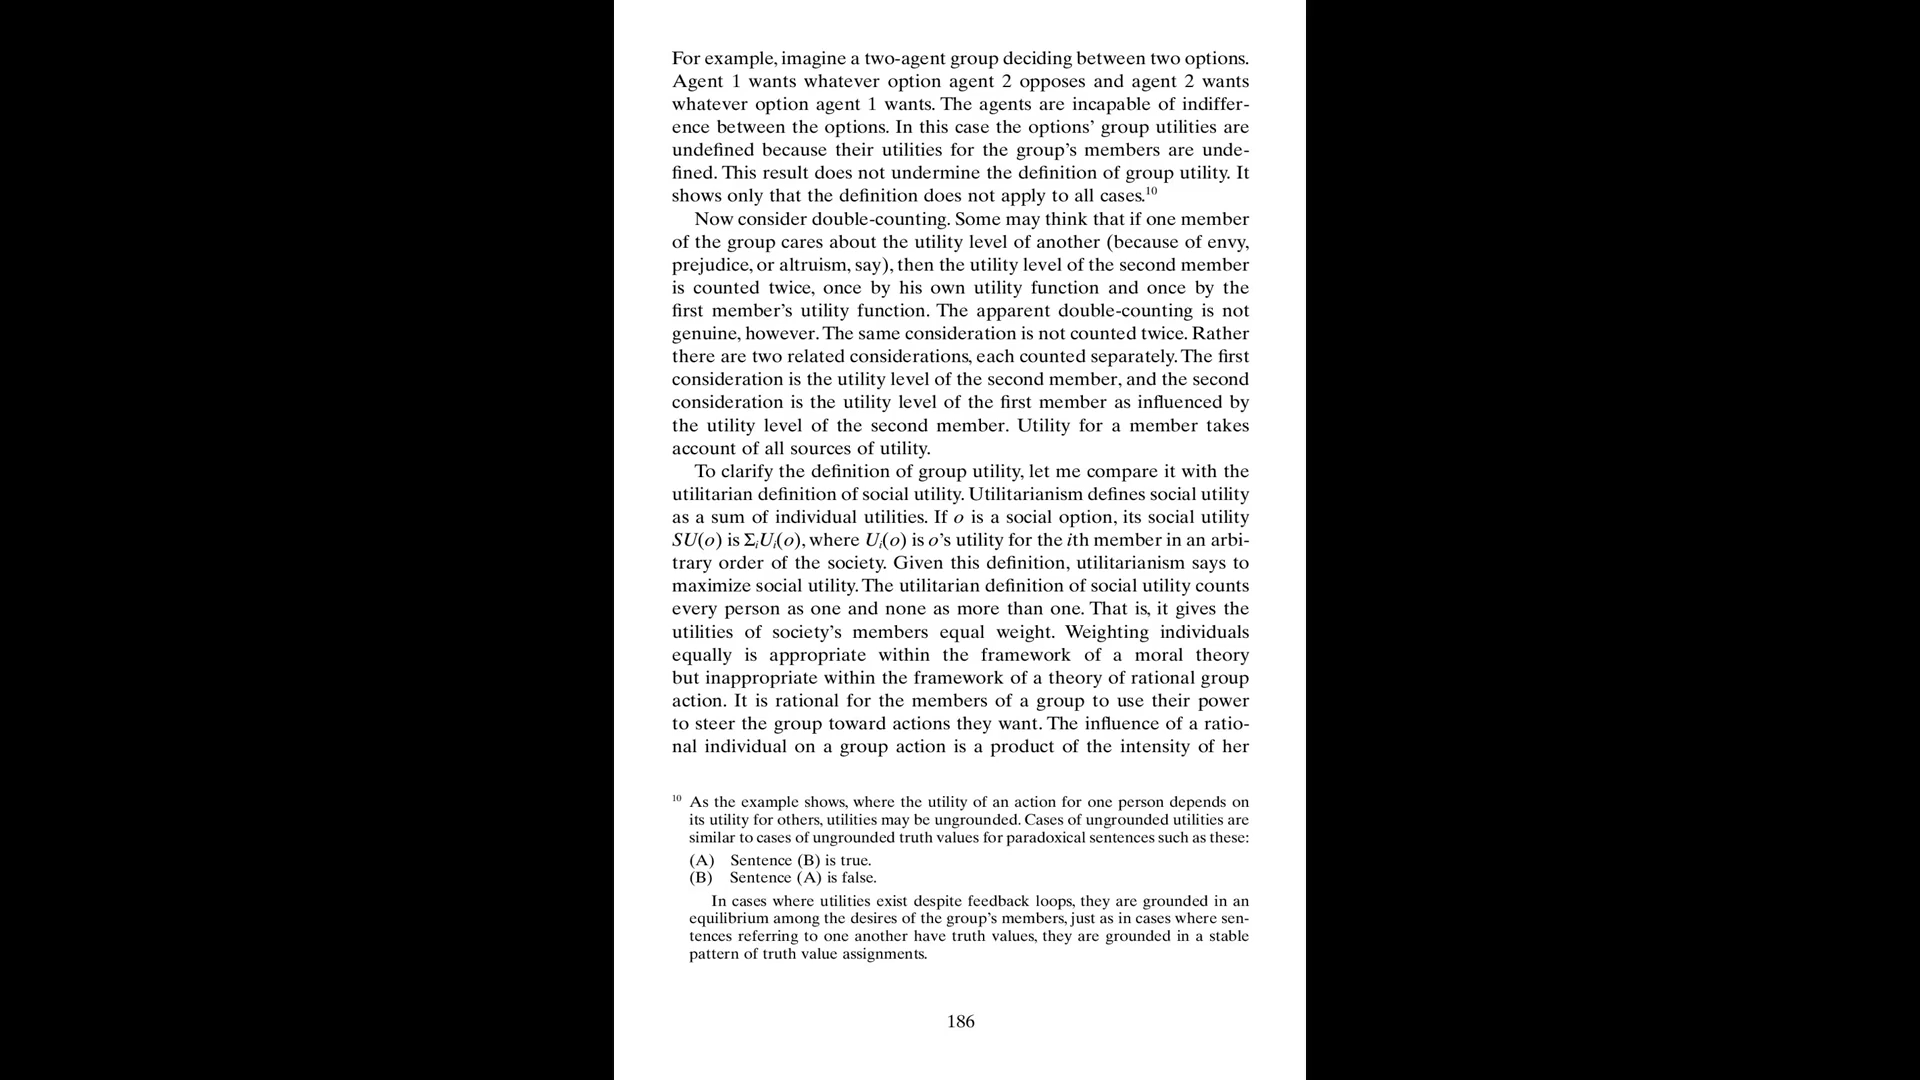 For example, imagine a two-agent group deciding between two options.
Agent 1 wants whatever option agent 2 opposes and agent 2 wants
whatever option agent 1 wants. The agents are incapable of indiffer-
ence between the options. In this case the options’ group utilities are
undefined because their utilities for the group’s members are unde-
fined. This result does not undermine the definition of group utility. It
shows only that the definition does not apply to all cases.10
Now consider double-counting. Some may think that if one member
of the group cares about the utility level of another (because of envy,
prejudice, or altruism, say), then the utility level of the second member
is counted twice, once by his own utility function and once by the
first member’s utility function. The apparent double-counting is not
genuine, however. The same consideration is not counted twice. Rather
there are two related considerations, each counted separately. The first
consideration is the utility level of the second member, and the second
consideration is the utility level of the first member as influenced by
the utility level of the second member. Utility for a member takes
account of all sources of utility.
To clarify the definition of group utility, let me compare it with the
utilitarian definition of social utility. Utilitarianism defines social utility
as a sum of individual utilities. If o is a social option, its social utility
SU(o) is ΣiUi(o), where Ui(o) is o’s utility for the ith member in an arbi-
trary order of the society. Given this definition, utilitarianism says to
maximize social utility. The utilitarian definition of social utility counts
every person as one and none as more than one. That is, it gives the
utilities of society’s members equal weight. Weighting individuals
equally is appropriate within the framework of a moral theory
but inappropriate within the framework of a theory of rational group
action. It is rational for the members of a group to use their power
to steer the group toward actions they want. The influence of a ratio-
nal individual on a group action is a product of the intensity of her
10 As the example shows, where the utility of an action for one person depends on
its utility for others, utilities may be ungrounded. Cases of ungrounded utilities are
similar to cases of ungrounded truth values for paradoxical sentences such as these:
(A) Sentence (B) is true.
(B) Sentence (A) is false.
In cases where utilities exist despite feedback loops, they are grounded in an
equilibrium among the desires of the group’s members, just as in cases where sen-
tences referring to one another have truth values, they are grounded in a stable
pattern of truth value assignments.
186